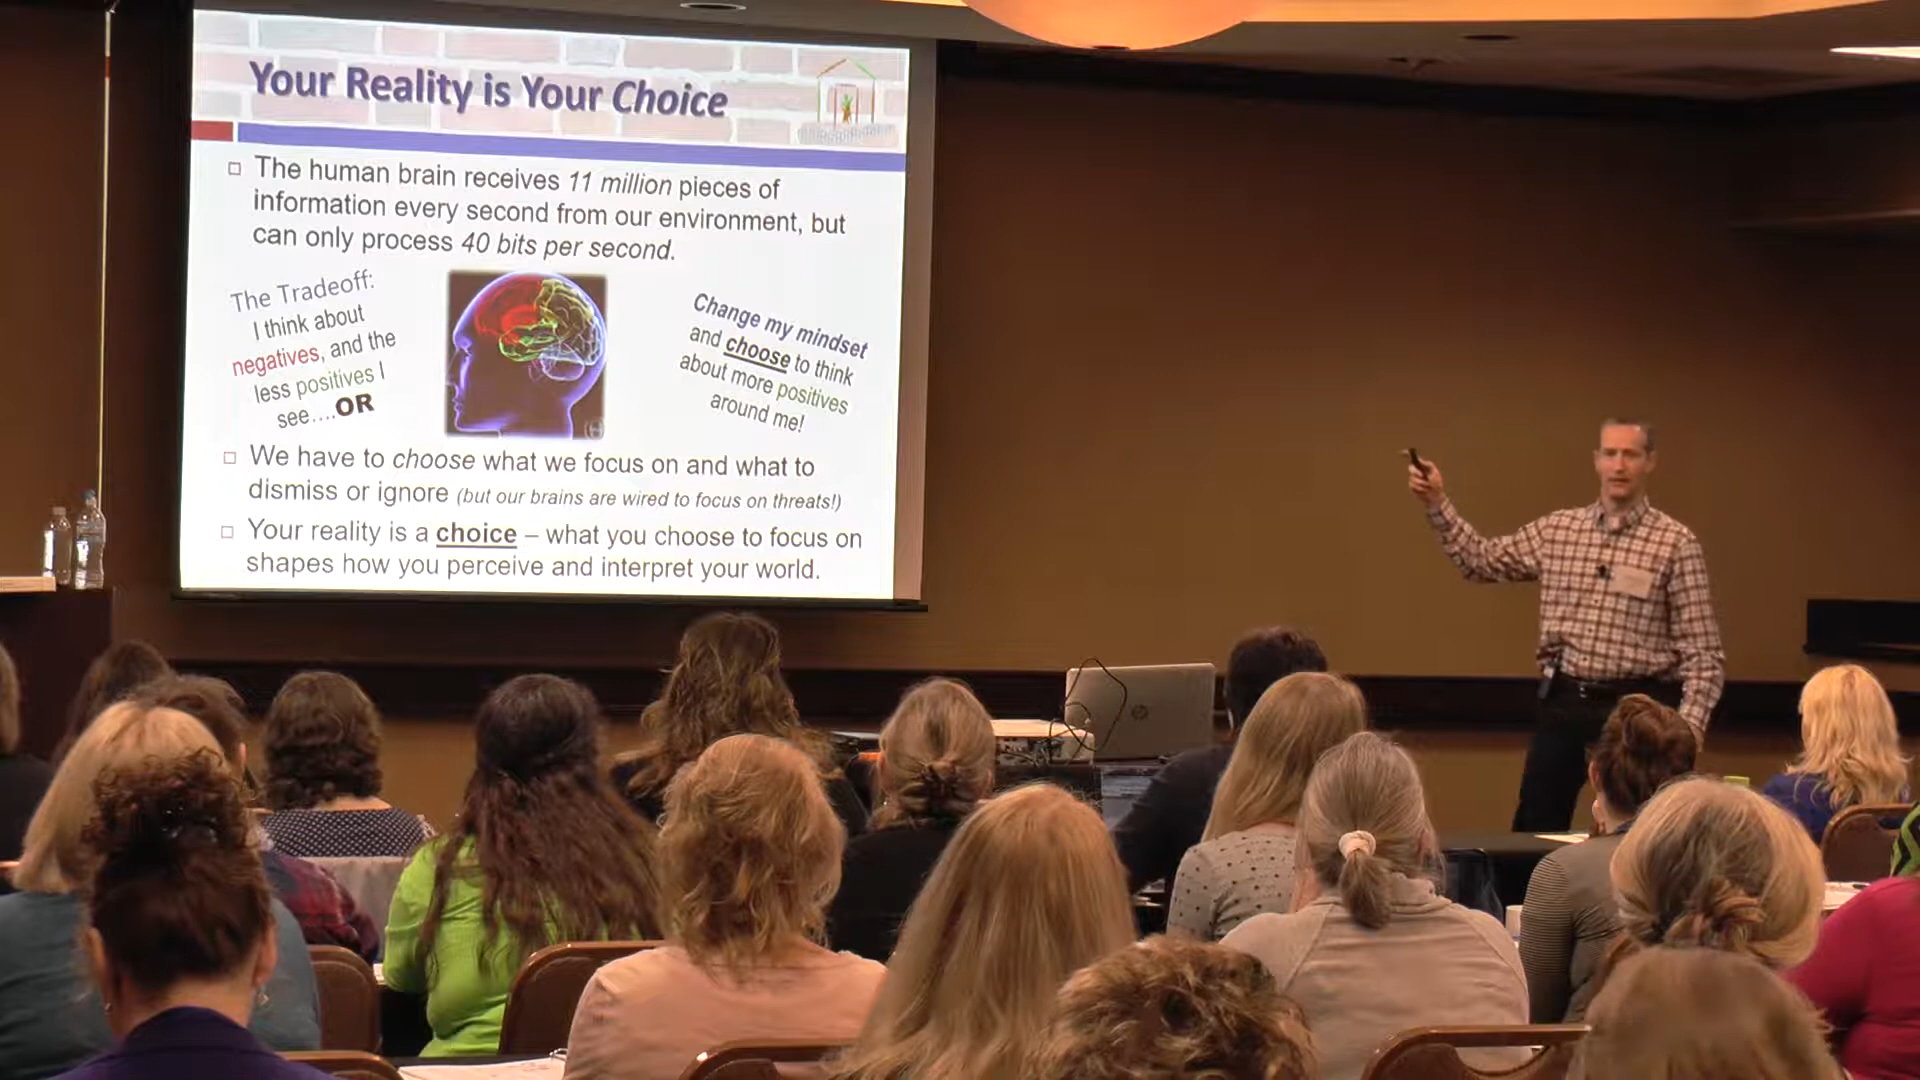 Your Reality is Your Choice
The human brain receives 11 million pieces of
information every second from our environment, but
can only process 40 bits per second.
The Tradeoff:
I think about
negatives, and the
less positives I
see....OR
Change my mindset
and choose to think
about more positives
around me!
We have to choose what we focus on and what to
dismiss or ignore (but our brains are wired to focus on threats!)
Your reality is a choice – what you choose to focus on
shapes how you perceive and interpret your world.
hp